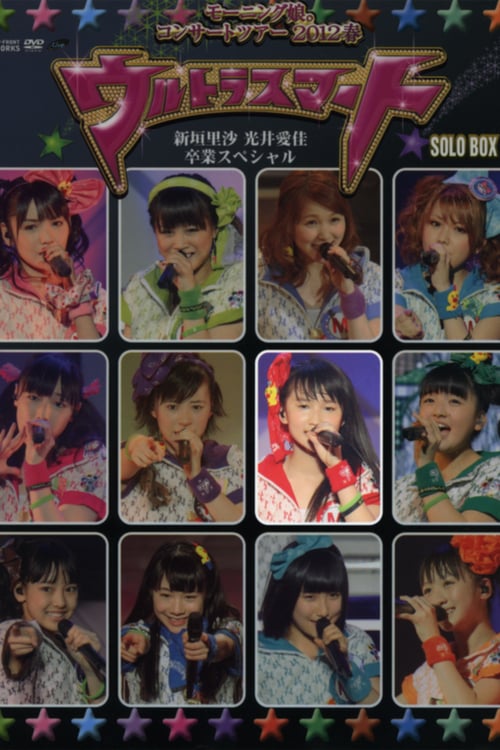 モーニング娘。
コンサートツアー 2012春
ウルトラスマート
新垣里沙 光井愛佳
卒業スペシャル
SOLO BOX
WORKS
DVD
Live